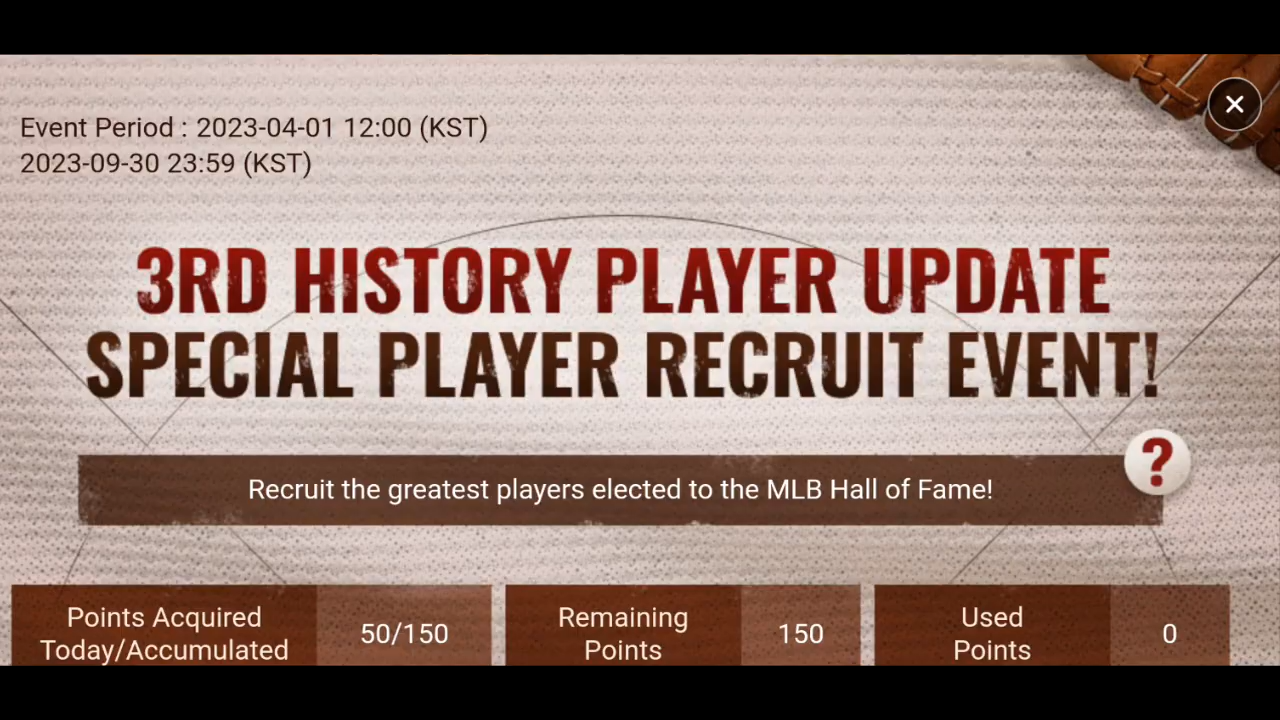 Event Period : 2023-04-01 12:00 (KST)
2023-09-30 23:59 (KST)
3RD HISTORY PLAYER UPDATE
SPECIAL PLAYER RECRUIT EVENT!
?
Recruit the greatest players elected to the MLB Hall of Fame!
Points Acquired
Today/Accumulated
50/150
Remaining
Points
150
Used
Points
0